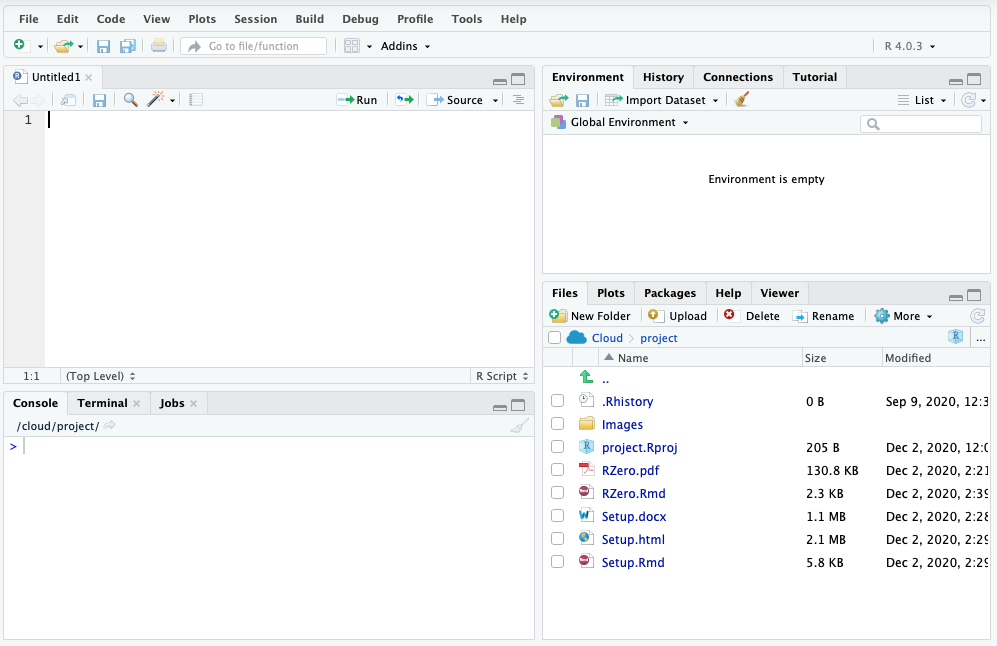 File Edit Code View Plots Session Build Debug Profile Tools Help
Go to file/function Addins R 4.0.3
Untitled1
Run Source
1
1:1 (Top Level) R Script
Console Terminal Jobs
/cloud/project/
>
Environment History Connections Tutorial
Import Dataset List
Global Environment
Environment is empty
Files Plots Packages Help Viewer
New Folder Upload Delete Rename More
Cloud project R ...
Name Size Modified
..
.Rhistory 0 B Sep 9, 2020, 12:3
Images
project.Rproj 205 B Dec 2, 2020, 12:0
RZero.pdf 130.8 KB Dec 2, 2020, 2:21
RZero.Rmd 2.3 KB Dec 2, 2020, 2:39
Setup.docx 1.1 MB Dec 2, 2020, 2:28
Setup.html 2.1 MB Dec 2, 2020, 2:29
Setup.Rmd 5.8 KB Dec 2, 2020, 2:29